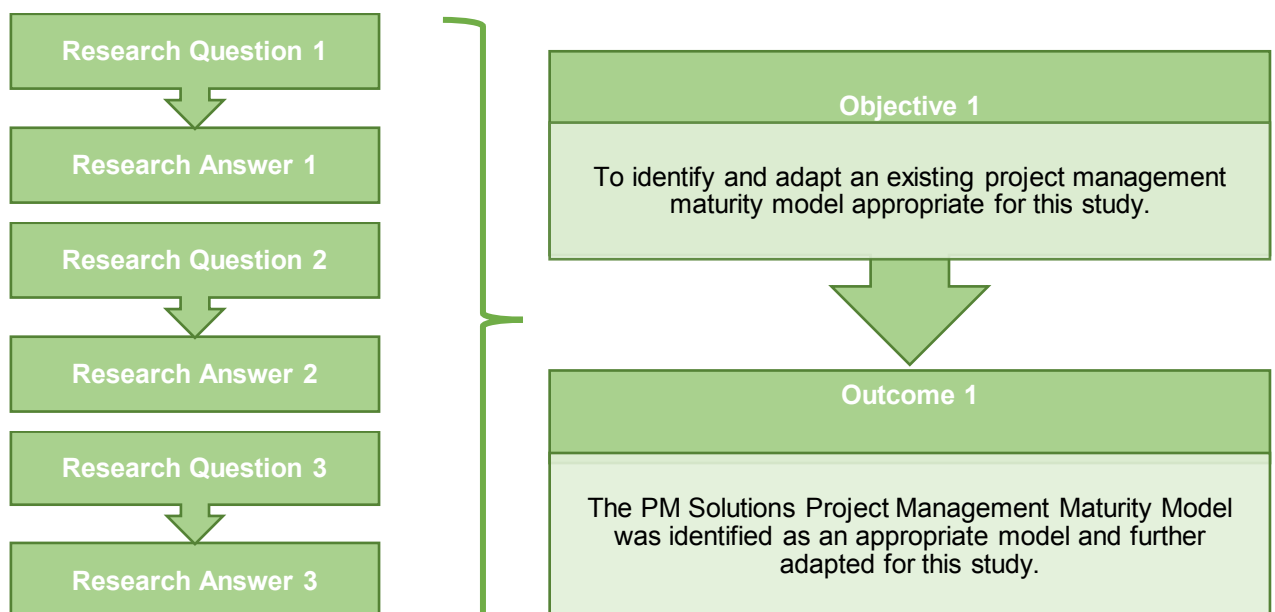 Research Question 1
Research Answer 1
Research Question 2
Research Answer 2
Research Question 3
Research Answer 3
Objective 1
To identify and adapt an existing project management
maturity model appropriate for this study.
Outcome 1
The PM Solutions Project Management Maturity Model
was identified as an appropriate model and further
adapted for this study.